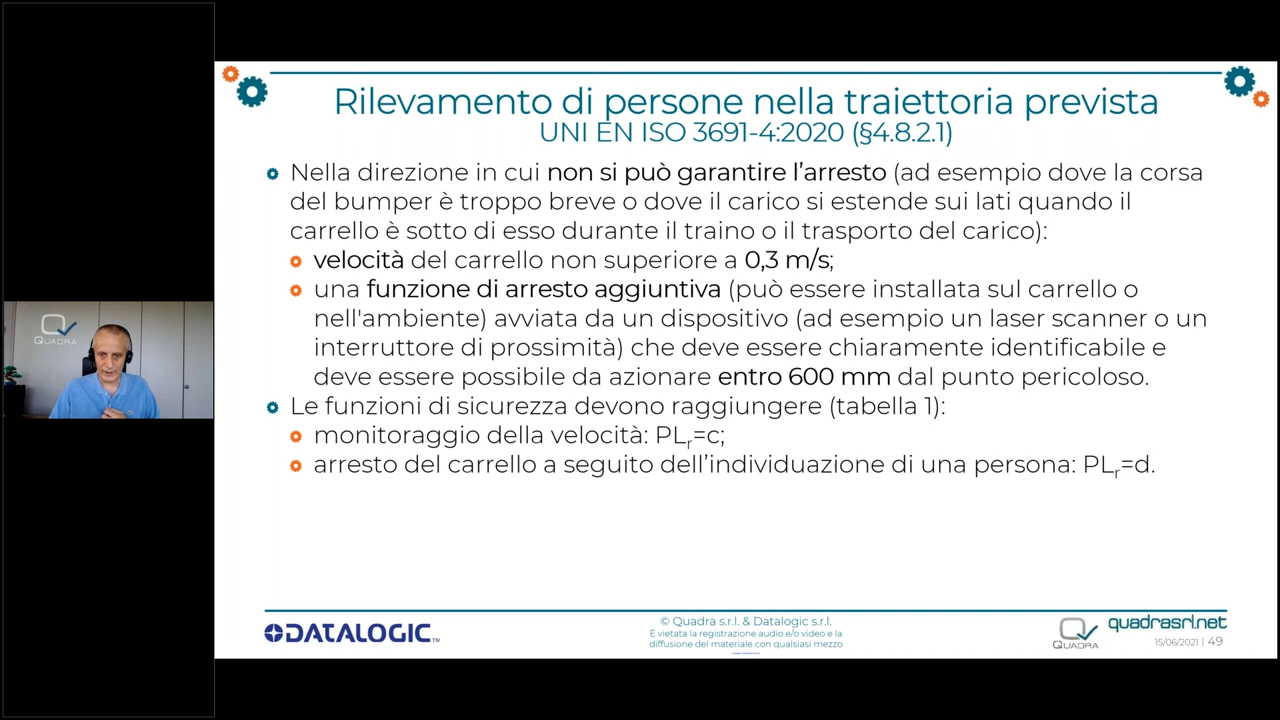 Rilevamento di persone nella traiettoria prevista
UNI EN ISO 3691-4:2020 (§4.8.2.1)
Nella direzione in cui non si può garantire l'arresto (ad esempio dove la corsa
del bumper è troppo breve o dove il carico si estende sui lati quando il
carrello è sotto di esso durante il traino o il trasporto del carico):
velocità del carrello non superiore a 0,3 m/s;
una funzione di arresto aggiuntiva (può essere installata sul carrello o
nell'ambiente) avviata da un dispositivo (ad esempio un laser scanner o un
interruttore di prossimità) che deve essere chiaramente identificabile e
deve essere possibile da azionare entro 600 mm dal punto pericoloso.
Le funzioni di sicurezza devono raggiungere (tabella 1):
monitoraggio della velocità: PLr=c;
arresto del carrello a seguito dell'individuazione di una persona: PLr=d.
QUADRA
DATALOGIC™
© Quadra s.r.l. & Datalogic s.r.l.
È vietata la registrazione audio e/o video e la
diffusione del materiale con qualsiasi mezzo
QUADRA
quadrasrl.net
15/06/2021 | 49